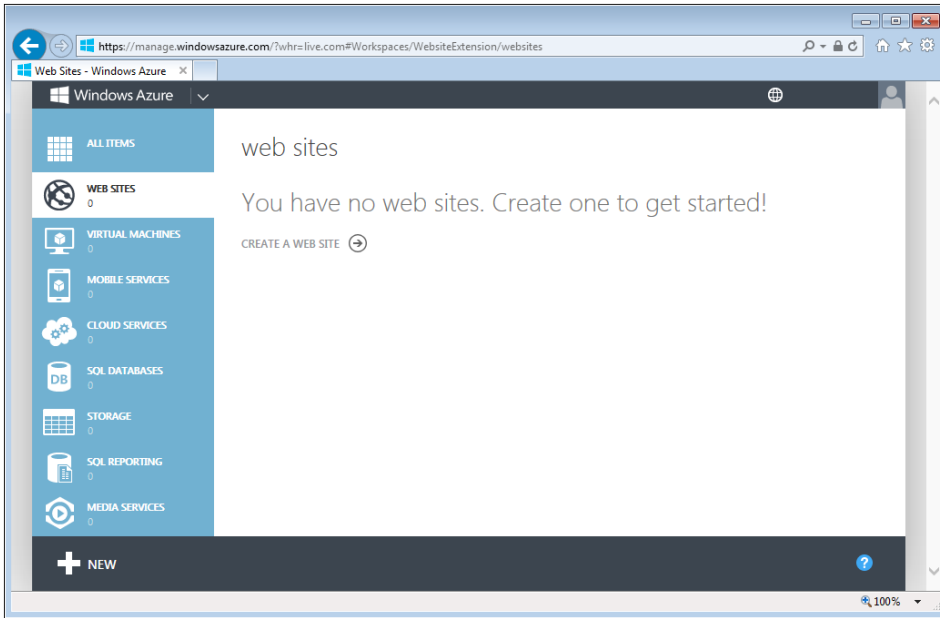 https://manage.windowsazure.com/?whr=live.com#Workspaces/WebsiteExtension/websites
Web Sites - Windows Azure
Windows Azure
ALL ITEMS
WEB SITES
0
VIRTUAL MACHINES
0
MOBILE SERVICES
0
CLOUD SERVICES
0
DB
SQL DATABASES
0
STORAGE
0
SQL REPORTING
0
MEDIA SERVICES
0
web sites
You have no web sites. Create one to get started!
CREATE A WEB SITE
NEW
?
100%